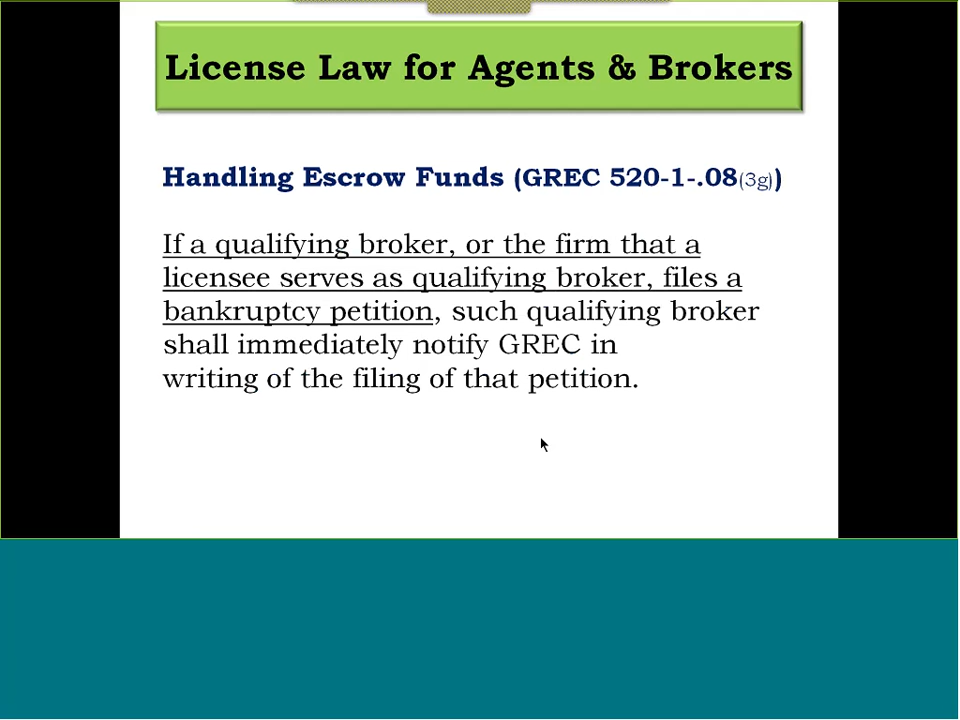 License Law for Agents & Brokers
Handling Escrow Funds (GREC 520-1-.08(3g))
If a qualifying broker, or the firm that a
licensee serves as qualifying broker, files a
bankruptcy petition, such qualifying broker
shall immediately notify GREC in
writing of the filing of that petition.